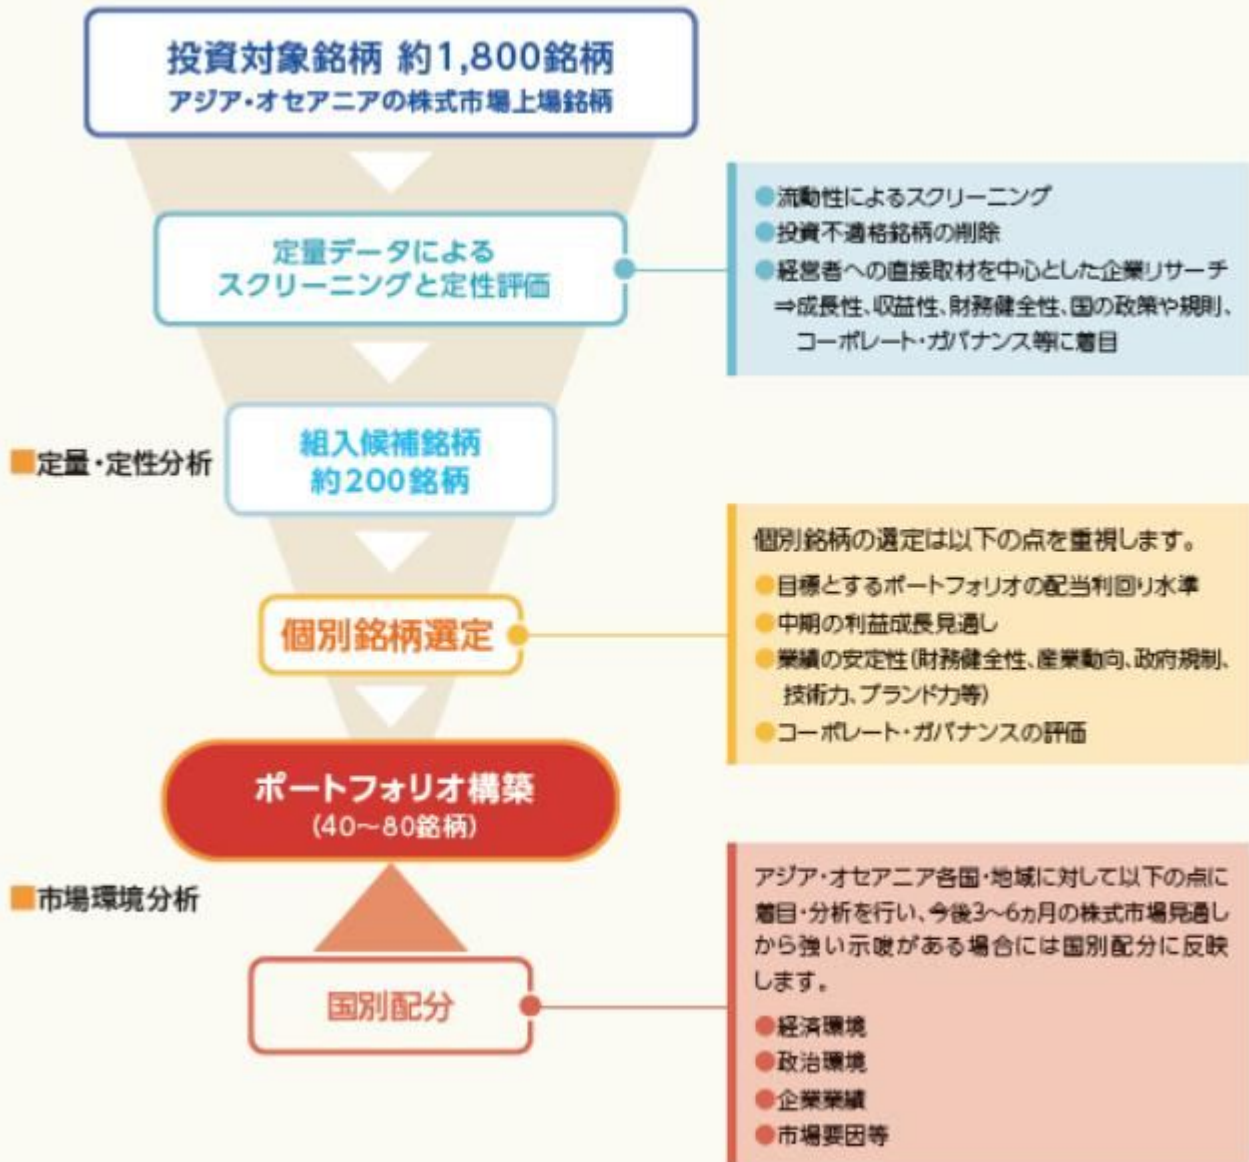 投資対象銘柄 約1,800銘柄
アジア・オセアニアの株式市場上場銘柄
定量データによる
スクリーニングと定性評価
●流動性によるスクリーニング
●投資不適格銘柄の削除
●経営者への直接取材を中心とした企業リサーチ
⇒成長性、収益性、財務健全性、国の政策や規則、
コーポレート・ガバナンス等に着目
■定量・定性分析
組入候補銘柄
約200銘柄
個別銘柄選定
個別銘柄の選定は以下の点を重視します。
●目標とするポートフォリオの配当利回り水準
●中期の利益成長見通し
●業績の安定性(財務健全性、産業動向、政府規制、
技術力、ブランド力等)
●コーポレート・ガバナンスの評価
ポートフォリオ構築
(40〜80銘柄)
■市場環境分析
国別配分
アジア・オセアニア各国・地域に対して以下の点に
着目・分析を行い、今後3〜6ヵ月の株式市場見通し
から強い示唆がある場合には国別配分に反映
します。
●経済環境
●政治環境
●企業業績
●市場要因等